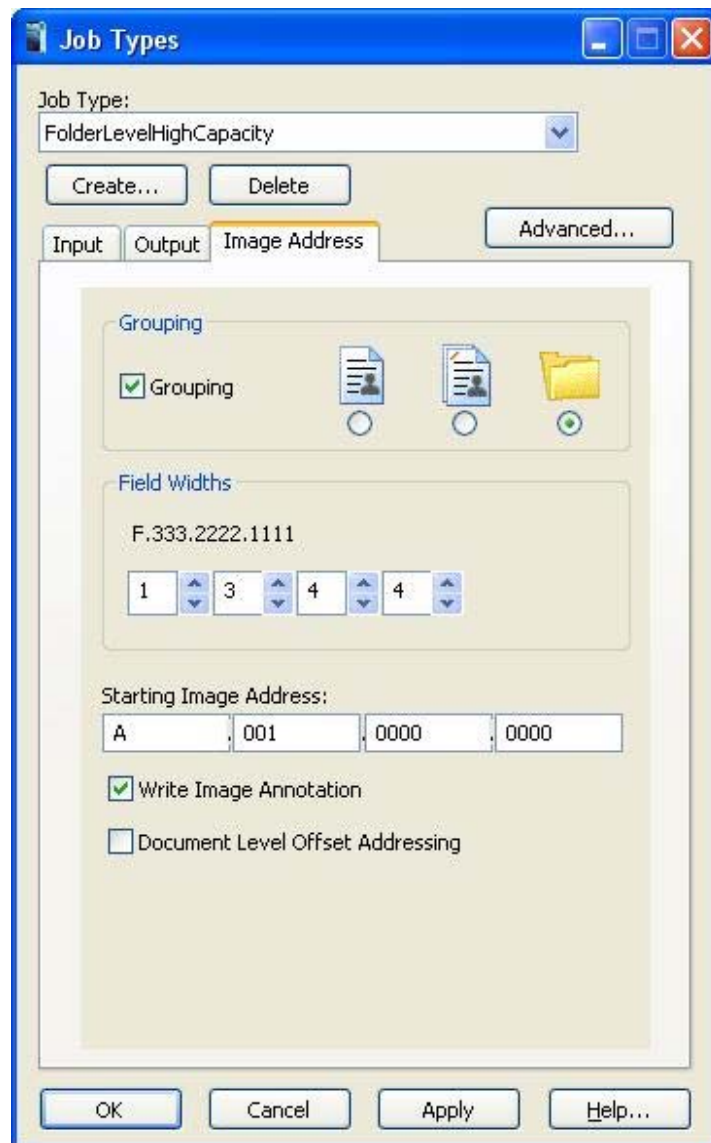 Job Types
Job Type:
FolderLevelHighCapacity
Create... Delete
Advanced...
Input Output Image Address
Grouping
Grouping
Field Widths
F.333.2222.1111
1 3 4 4
Starting Image Address:
A . 001 . 0000 . 0000
Write Image Annotation
Document Level Offset Addressing
OK Cancel Apply Help...